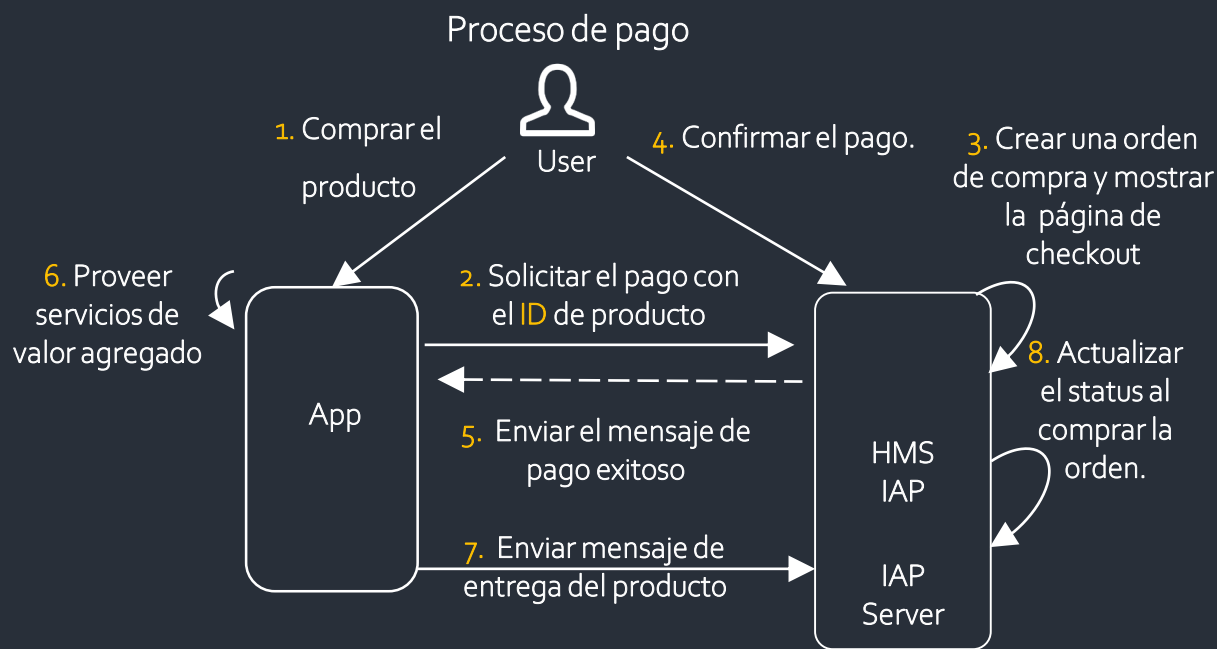 Proceso de pago
User
1. Comprar el
producto
4. Confirmar el pago.
3. Crear una orden
de compra y mostrar
la página de
checkout
6. Proveer
servicios de
valor agregado
2. Solicitar el pago con
el ID de producto
App
5. Enviar el mensaje de
pago exitoso
7. Enviar mensaje de
entrega del producto
8. Actualizar
el status al
comprar la
orden.
HMS
IAP
IAP
Server